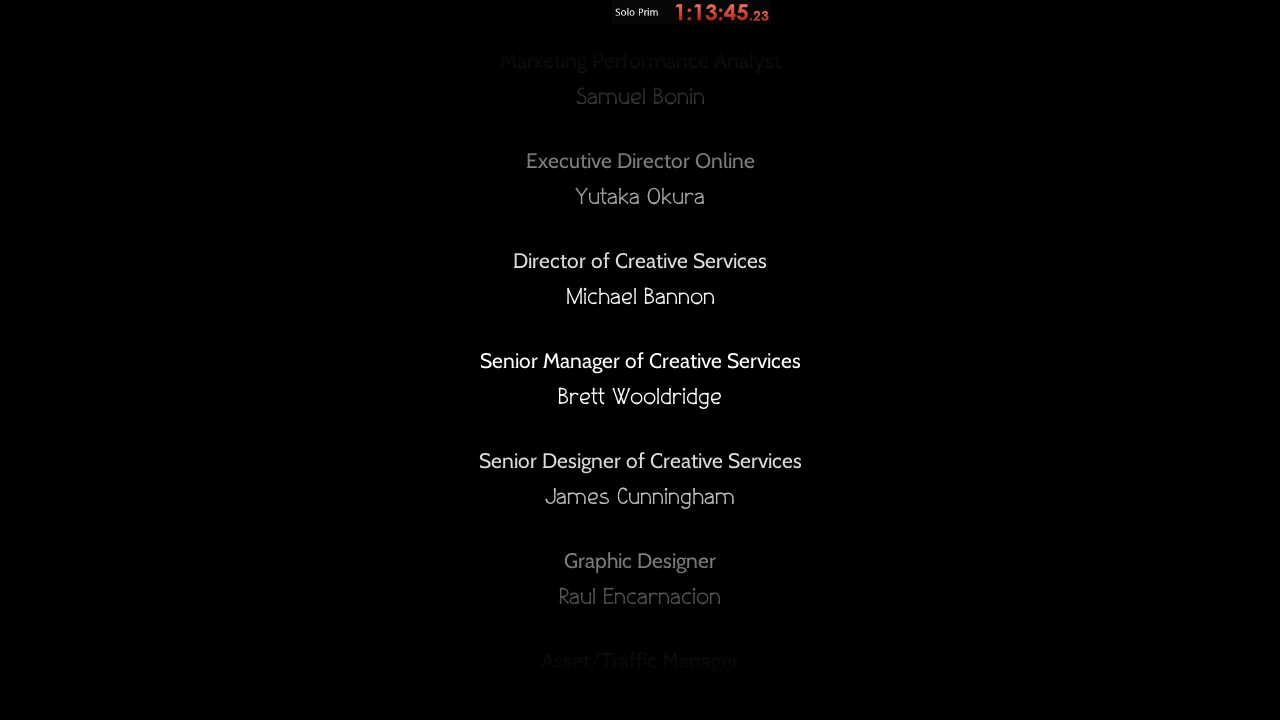 Solo Prim 1:13:45.23
Marketing Performance Analyst
Samuel Bonin
Executive Director Online
Yutaka Okura
Director of Creative Services
Michael Bannon
Senior Manager of Creative Services
Brett Wooldridge
Senior Designer of Creative Services
James Cunningham
Graphic Designer
Raul Encarnacion
Asset/Traffic Manager